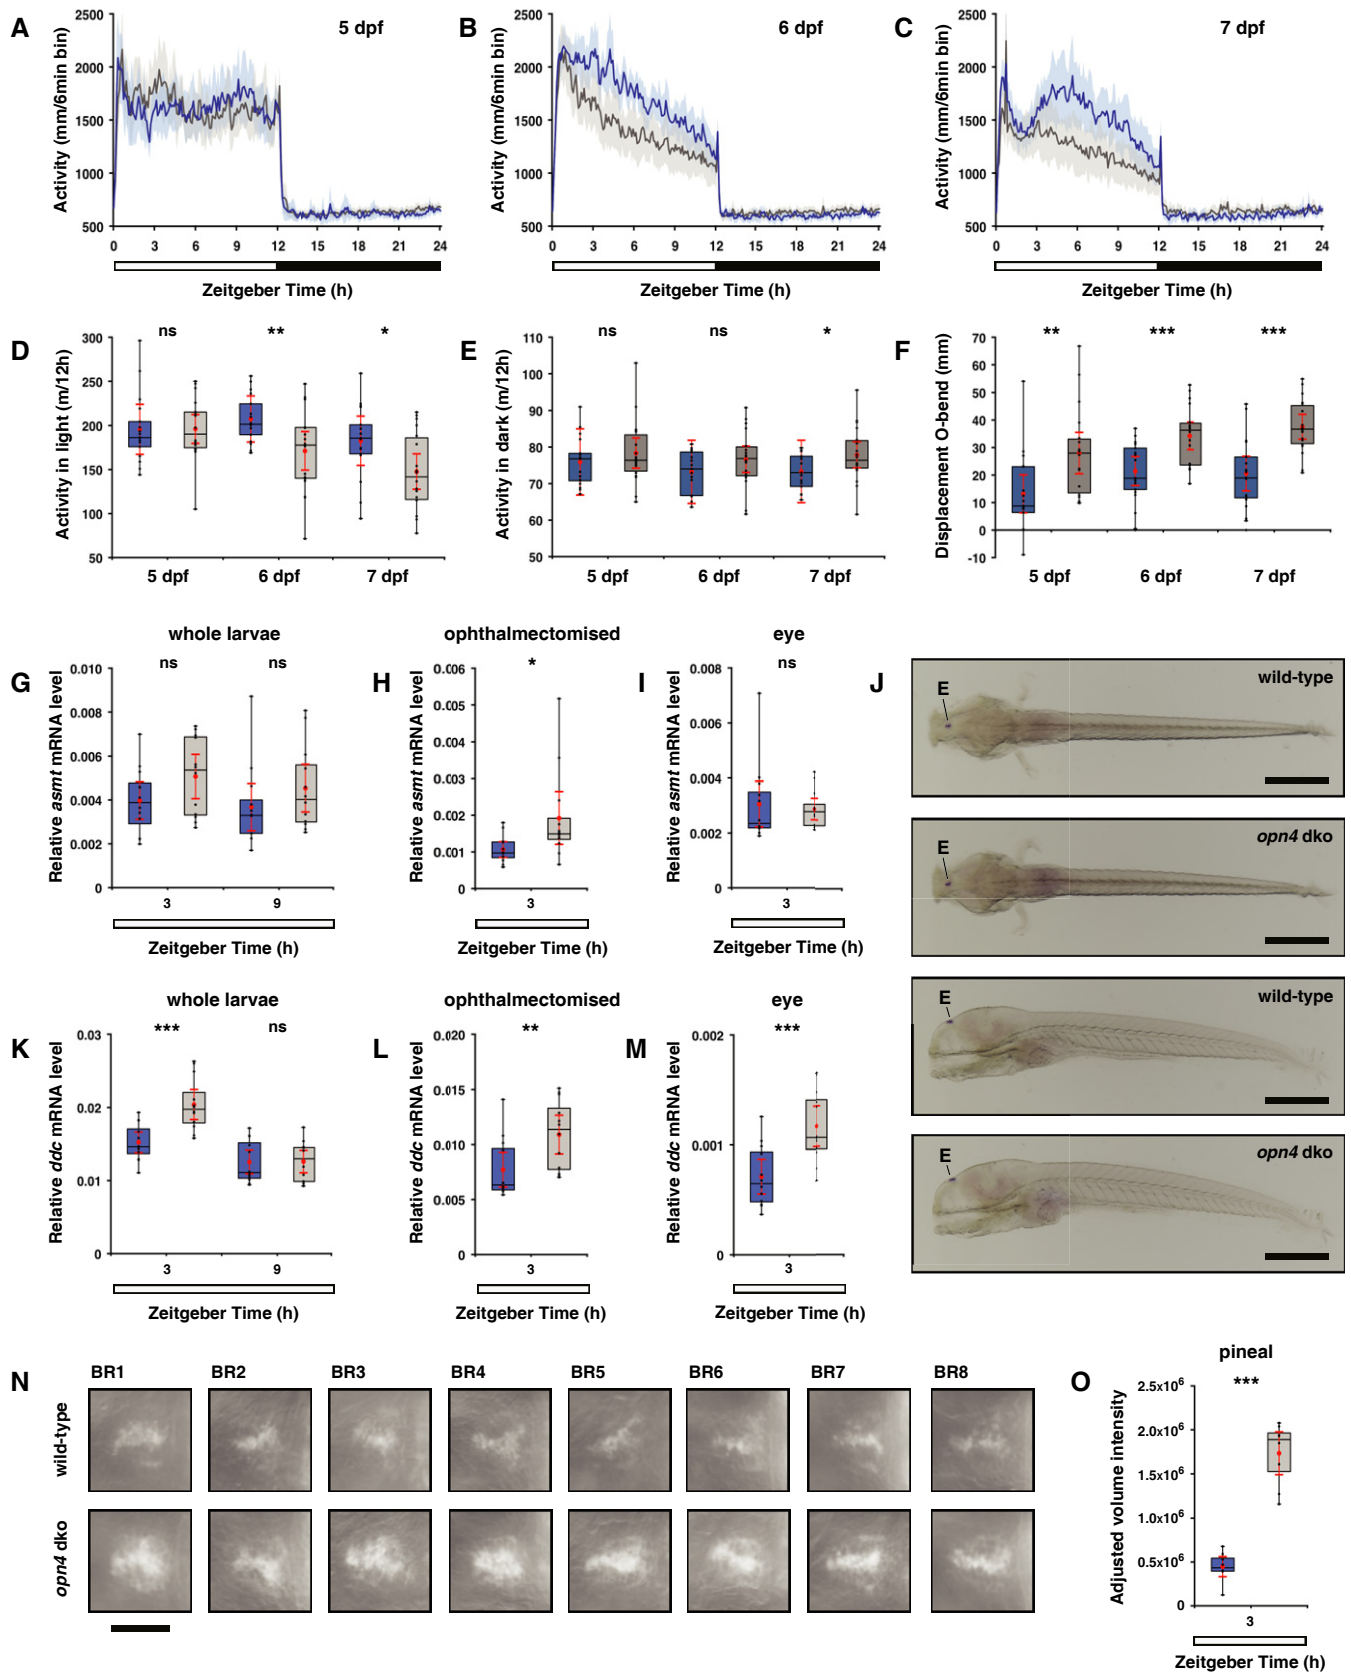 A
5 dpf
Activity (mm/6min bin)
2500
2000
1500
1000
500
0 3 6 9 12 15 18 21 24
Zeitgeber Time (h)
B
6 dpf
Activity (mm/6min bin)
2500
2000
1500
1000
500
0 3 6 9 12 15 18 21 24
Zeitgeber Time (h)
C
7 dpf
Activity (mm/6min bin)
2500
2000
1500
1000
500
0 3 6 9 12 15 18 21 24
Zeitgeber Time (h)
D
ns ** *
Activity in light (m/12h)
300
250
200
150
100
50
5 dpf 6 dpf 7 dpf
E
ns ns *
Activity in dark (m/12h)
110
100
90
80
70
60
50
5 dpf 6 dpf 7 dpf
F
** *** ***
Displacement O-bend (mm)
70
60
50
40
30
20
10
0
-10
5 dpf 6 dpf 7 dpf
G
whole larvae
ns ns
Relative asmt mRNA level
0.010
0.008
0.006
0.004
0.002
0
3 9
Zeitgeber Time (h)
H
ophthalmectomised
*
Relative asmt mRNA level
0.006
0.005
0.004
0.003
0.002
0.001
0
3
Zeitgeber Time (h)
I
eye
ns
Relative asmt mRNA level
0.008
0.006
0.004
0.002
0
3
Zeitgeber Time (h)
J
E
wild-type
E
opn4 dko
E
wild-type
E
opn4 dko
K
whole larvae
*** ns
Relative ddc mRNA level
0.03
0.02
0.01
0
3 9
Zeitgeber Time (h)
L
ophthalmectomised
**
Relative ddc mRNA level
0.020
0.015
0.010
0.005
0
3
Zeitgeber Time (h)
M
eye
***
Relative ddc mRNA level
0.002
0.001
0
3
Zeitgeber Time (h)
N
BR1 BR2 BR3 BR4 BR5 BR6 BR7 BR8
wild-type
opn4 dko
O
pineal
***
Adjusted volume intensity
2.5x10⁶
2.0x10⁶
1.5x10⁶
1.0x10⁶
0.5x10⁶
0
3
Zeitgeber Time (h)